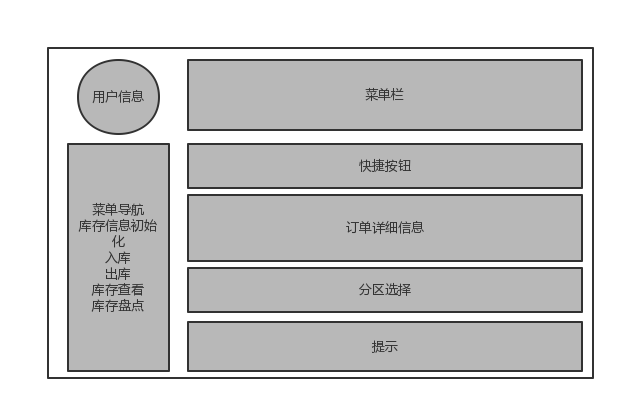 用户信息
菜单栏
菜单导航
库存信息初始
化
入库
出库
库存查看
库存盘点
快捷按钮
订单详细信息
分区选择
提示